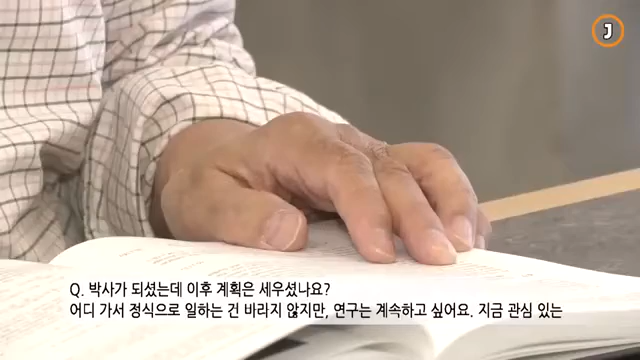 J
Q. 박사가 되셨는데 이후 계획은 세우셨나요?
어디 가서 정식으로 일하는 건 바라지 않지만, 연구는 계속하고 싶어요. 지금 관심 있는